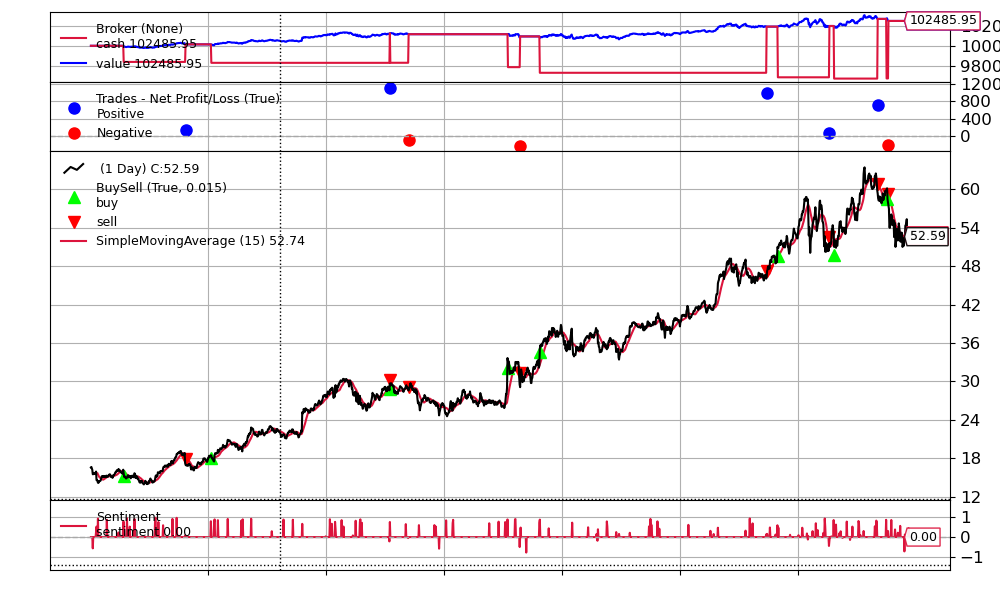 Broker (None)
cash 102485.95
value 102485.95
102485.95
1020
1000
9800
Trades - Net Profit/Loss (True)
Positive
Negative
1200
800
400
0
(1 Day) C:52.59
BuySell (True, 0.015)
buy
sell
SimpleMovingAverage (15) 52.74
60
54
52.59
48
42
36
30
24
18
12
Sentiment
sentiment 0.00
1
0
0.00
−1